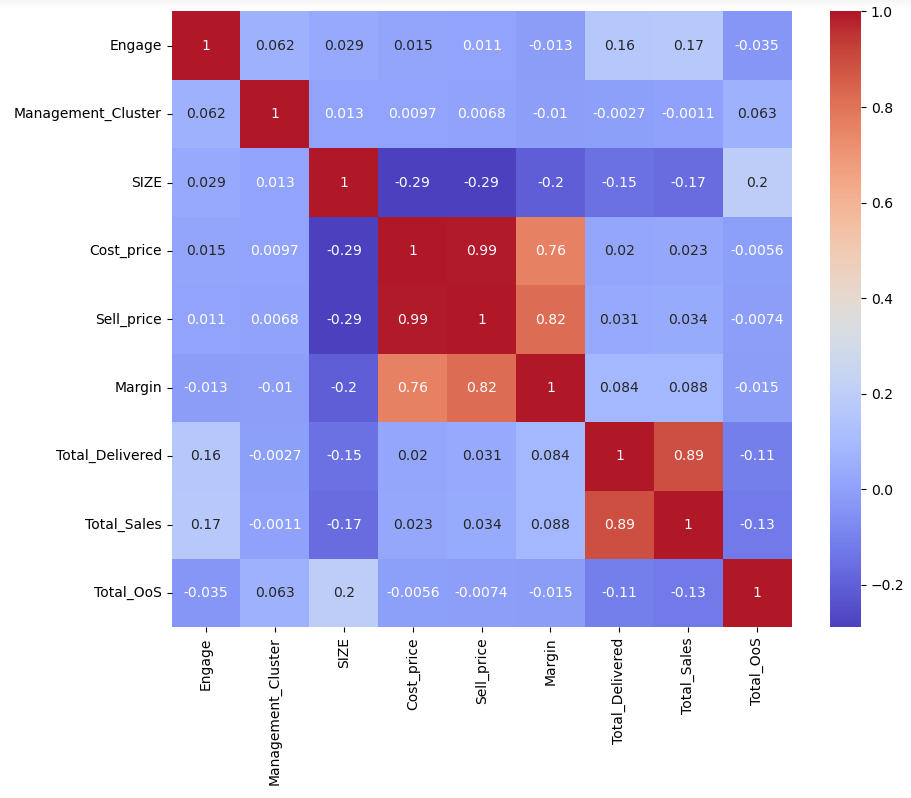 Engage 1 0.062 0.029 0.015 0.011 -0.013 0.16 0.17 -0.035
Management_Cluster 0.062 1 0.013 0.0097 0.0068 -0.01 -0.0027 -0.0011 0.063
SIZE 0.029 0.013 1 -0.29 -0.29 -0.2 -0.15 -0.17 0.2
Cost_price 0.015 0.0097 -0.29 1 0.99 0.76 0.02 0.023 -0.0056
Sell_price 0.011 0.0068 -0.29 0.99 1 0.82 0.031 0.034 -0.0074
Margin -0.013 -0.01 -0.2 0.76 0.82 1 0.084 0.088 -0.015
Total_Delivered 0.16 -0.0027 -0.15 0.02 0.031 0.084 1 0.89 -0.11
Total_Sales 0.17 -0.0011 -0.17 0.023 0.034 0.088 0.89 1 -0.13
Total_OoS -0.035 0.063 0.2 -0.0056 -0.0074 -0.015 -0.11 -0.13 1
Engage
Management_Cluster
SIZE
Cost_price
Sell_price
Margin
Total_Delivered
Total_Sales
Total_OoS
1.0
0.8
0.6
0.4
0.2
0.0
−0.2